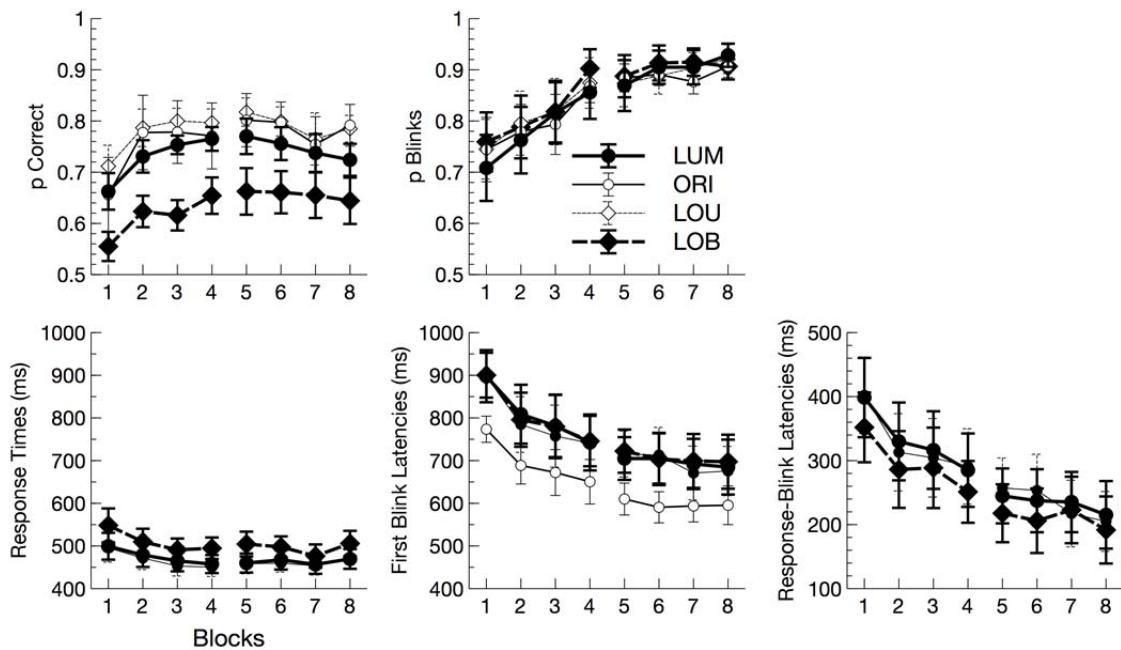 p Correct
1
0.9
0.8
0.7
0.6
0.5
1 2 3 4 5 6 7 8
p Blinks
1
0.9
0.8
0.7
0.6
0.5
1 2 3 4 5 6 7 8
LUM
ORI
LOU
LOB
Response Times (ms)
1000
900
800
700
600
500
400
1 2 3 4 5 6 7 8
Blocks
First Blink Latencies (ms)
1000
900
800
700
600
500
400
1 2 3 4 5 6 7 8
Response-Blink Latencies (ms)
500
400
300
200
100
1 2 3 4 5 6 7 8